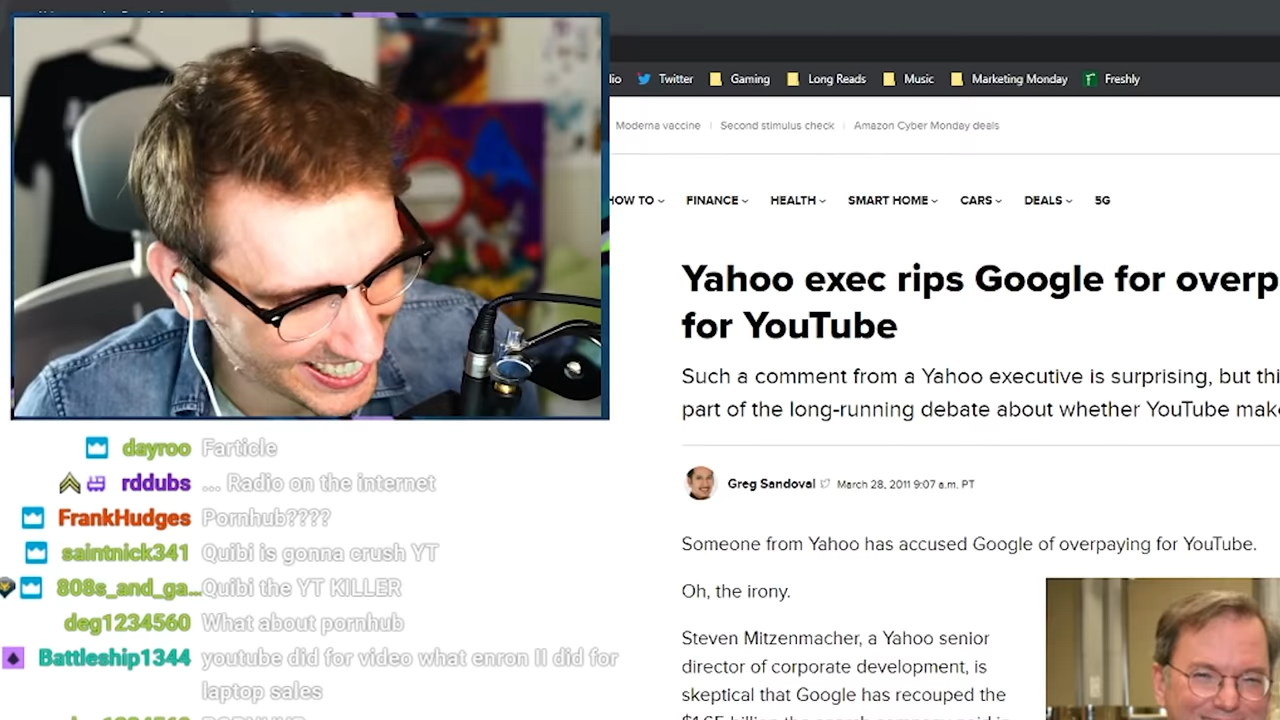 Twitter Gaming Long Reads Music Marketing Monday Freshly
Moderna vaccine Second stimulus check Amazon Cyber Monday deals
HOW TO FINANCE HEALTH SMART HOME CARS DEALS 5G
Yahoo exec rips Google for overp
for YouTube
Such a comment from a Yahoo executive is surprising, but thi
part of the long-running debate about whether YouTube mak
Greg Sandoval March 28, 2011 9:07 a.m. PT
Someone from Yahoo has accused Google of overpaying for YouTube.
Oh, the irony.
Steven Mitzenmacher, a Yahoo senior
director of corporate development, is
skeptical that Google has recouped the
dayroo Farticle
rddubs ... Radio on the internet
FrankHudges Pornhub????
saintnick341 Quibi is gonna crush YT
808s_and_ga... Quibi the YT KILLER
deg1234560 What about pornhub
Battleship1344 youtube did for video what enron II did for
laptop sales